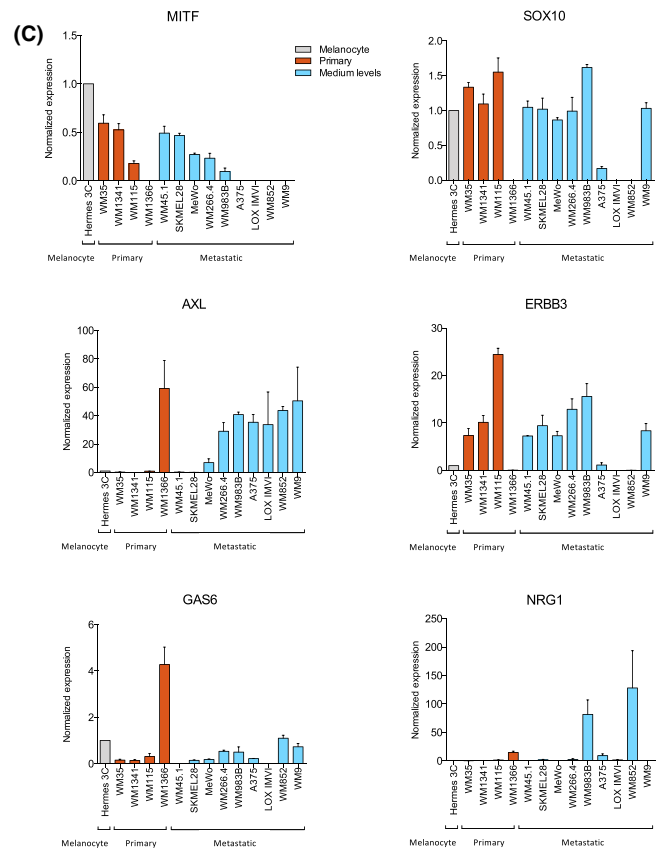 (C)
MITF
Normalized expression
1.5
1.0
0.5
0.0
Hermes 3C
WM35
WM1341
WM115
WM1366
WM45.1
SKMEL28
MeWo
WM266.4
WM983B
A375
LOX IMVI
WM852
WM9
Melanocyte Primary Metastatic
Melanocyte
Primary
Medium levels
SOX10
Normalized expression
2.0
1.5
1.0
0.5
0.0
Hermes 3C
WM35
WM1341
WM115
WM1366
WM45.1
SKMEL28
MeWo
WM266.4
WM983B
A375
LOX IMVI
WM852
WM9
Melanocyte Primary Metastatic
AXL
Normalized expression
100
80
60
40
20
0
Hermes 3C
WM35
WM1341
WM115
WM1366
WM45.1
SKMEL28
MeWo
WM266.4
WM983B
A375
LOX IMVI
WM852
WM9
Melanocyte Primary Metastatic
ERBB3
Normalized expression
30
20
10
0
Hermes 3C
WM35
WM1341
WM115
WM1366
WM45.1
SKMEL28
MeWo
WM266.4
WM983B
A375
LOX IMVI
WM852
WM9
Melanocyte Primary Metastatic
GAS6
Normalized expression
6
4
2
0
Hermes 3C
WM35
WM1341
WM115
WM1366
WM45.1
SKMEL28
MeWo
WM266.4
WM983B
A375
LOX IMVI
WM852
WM9
Melanocyte Primary Metastatic
NRG1
Normalized expression
250
200
150
100
50
0
Hermes 3C
WM35
WM1341
WM115
WM1366
WM45.1
SKMEL28
MeWo
WM266.4
WM983B
A375
LOX IMVI
WM852
WM9
Melanocyte Primary Metastatic